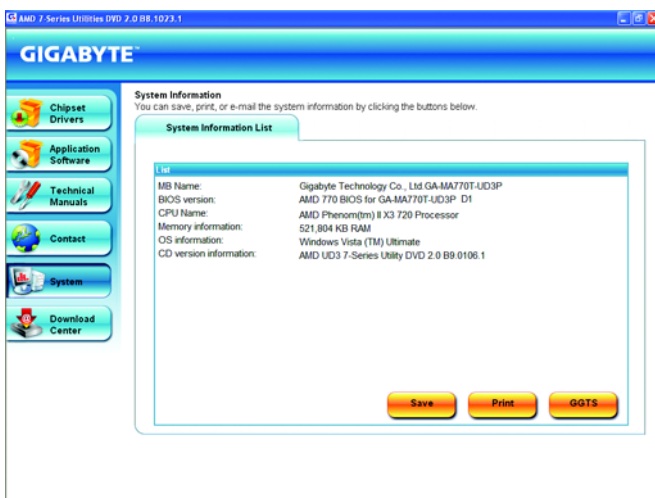 AMD 7-Series Utilities DVD 2.0 B8.1023.1
GIGABYTE™
Chipset
Drivers
Application
Software
Technical
Manuals
Contact
System
Download
Center
System Information
You can save, print, or e-mail the system information by clicking the buttons below.
System Information List
List
MB Name: Gigabyte Technology Co., Ltd.GA-MA770T-UD3P
BIOS version: AMD 770 BIOS for GA-MA770T-UD3P D1
CPU Name: AMD Phenom(tm) II X3 720 Processor
Memory information: 521,804 KB RAM
OS information: Windows Vista (TM) Ultimate
CD version information: AMD UD3 7-Series Utility DVD 2.0 B9.0106.1
Save
Print
GGTS